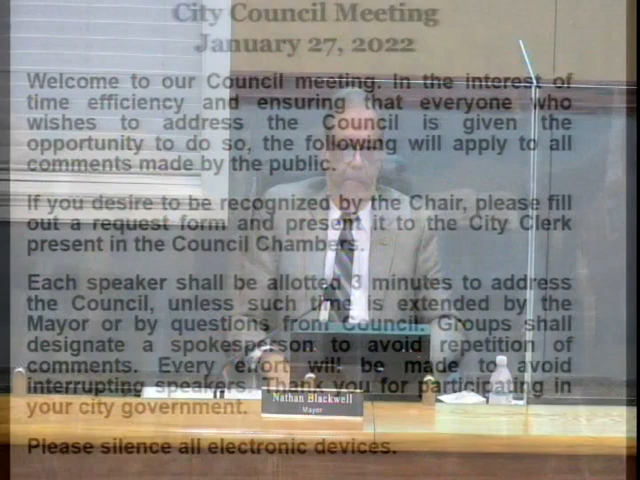 City Council Meeting
January 27, 2022
Welcome to our Council meeting. In the interest of
time efficiency and ensuring that everyone who
wishes to address the Council is given the
opportunity to do so, the following will apply to all
comments made by the public.
If you desire to be recognized by the Chair, please fill
out a request form and present it to the City Clerk
present in the Council Chambers.
Each speaker shall be allotted 3 minutes to address
the Council, unless such time is extended by the
Mayor or by questions from Council. Groups shall
designate a spokesperson to avoid repetition of
comments. Every effort will be made to avoid
interrupting speakers. Thank you for participating in
your city government.
Nathan Blackwell
Mayor
Please silence all electronic devices.